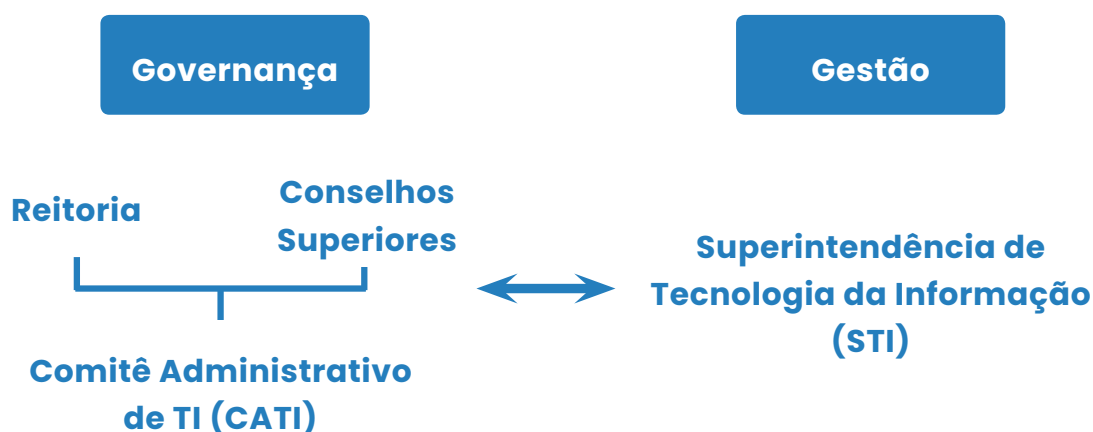 Governança
Gestão
Reitoria
Conselhos
Superiores
Comitê Administrativo
de TI (CATI)
Superintendência de
Tecnologia da Informação
(STI)